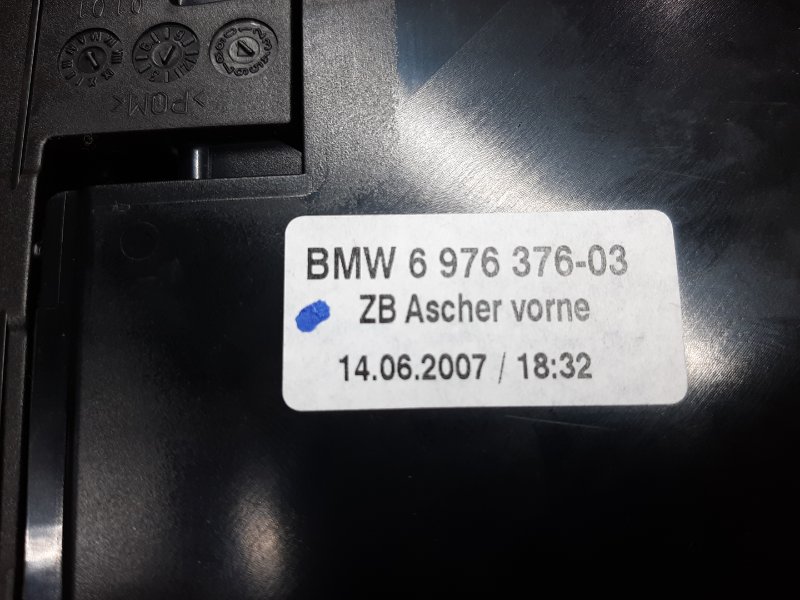 >POM<
BMW 6 976 376-03
ZB Ascher vorne
14.06.2007 / 18:32